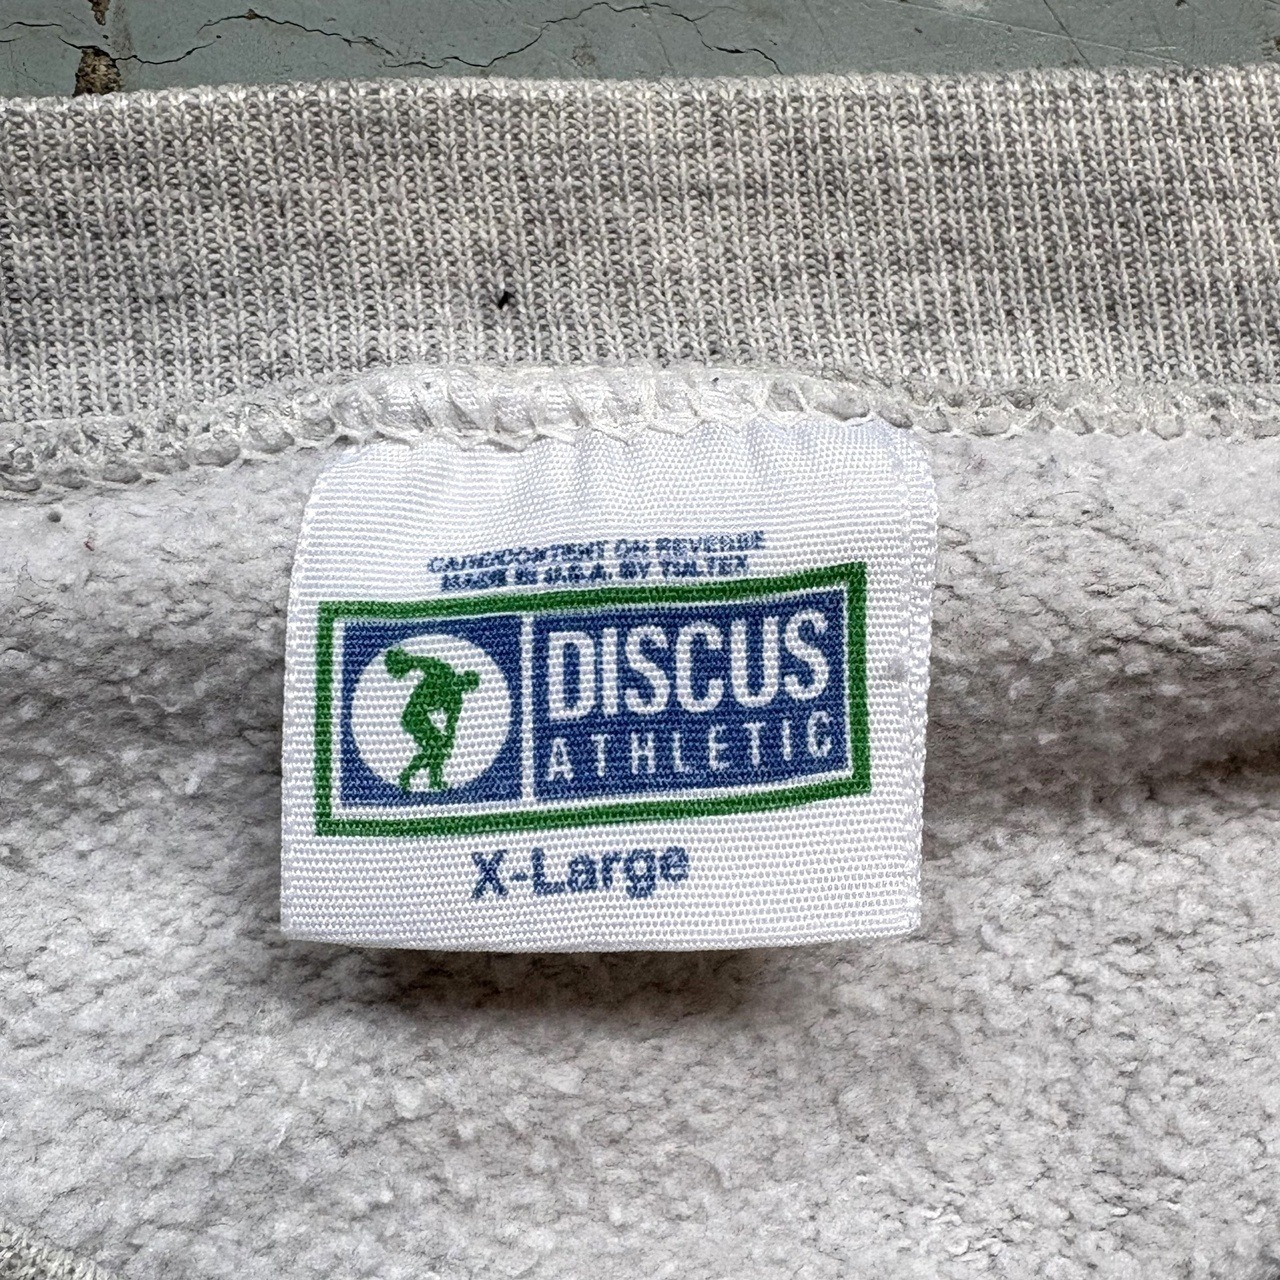 CARE/CONTENT ON REVERSE
MADE IN U.S.A. BY TULTEX
DISCUS
ATHLETIC
X-Large